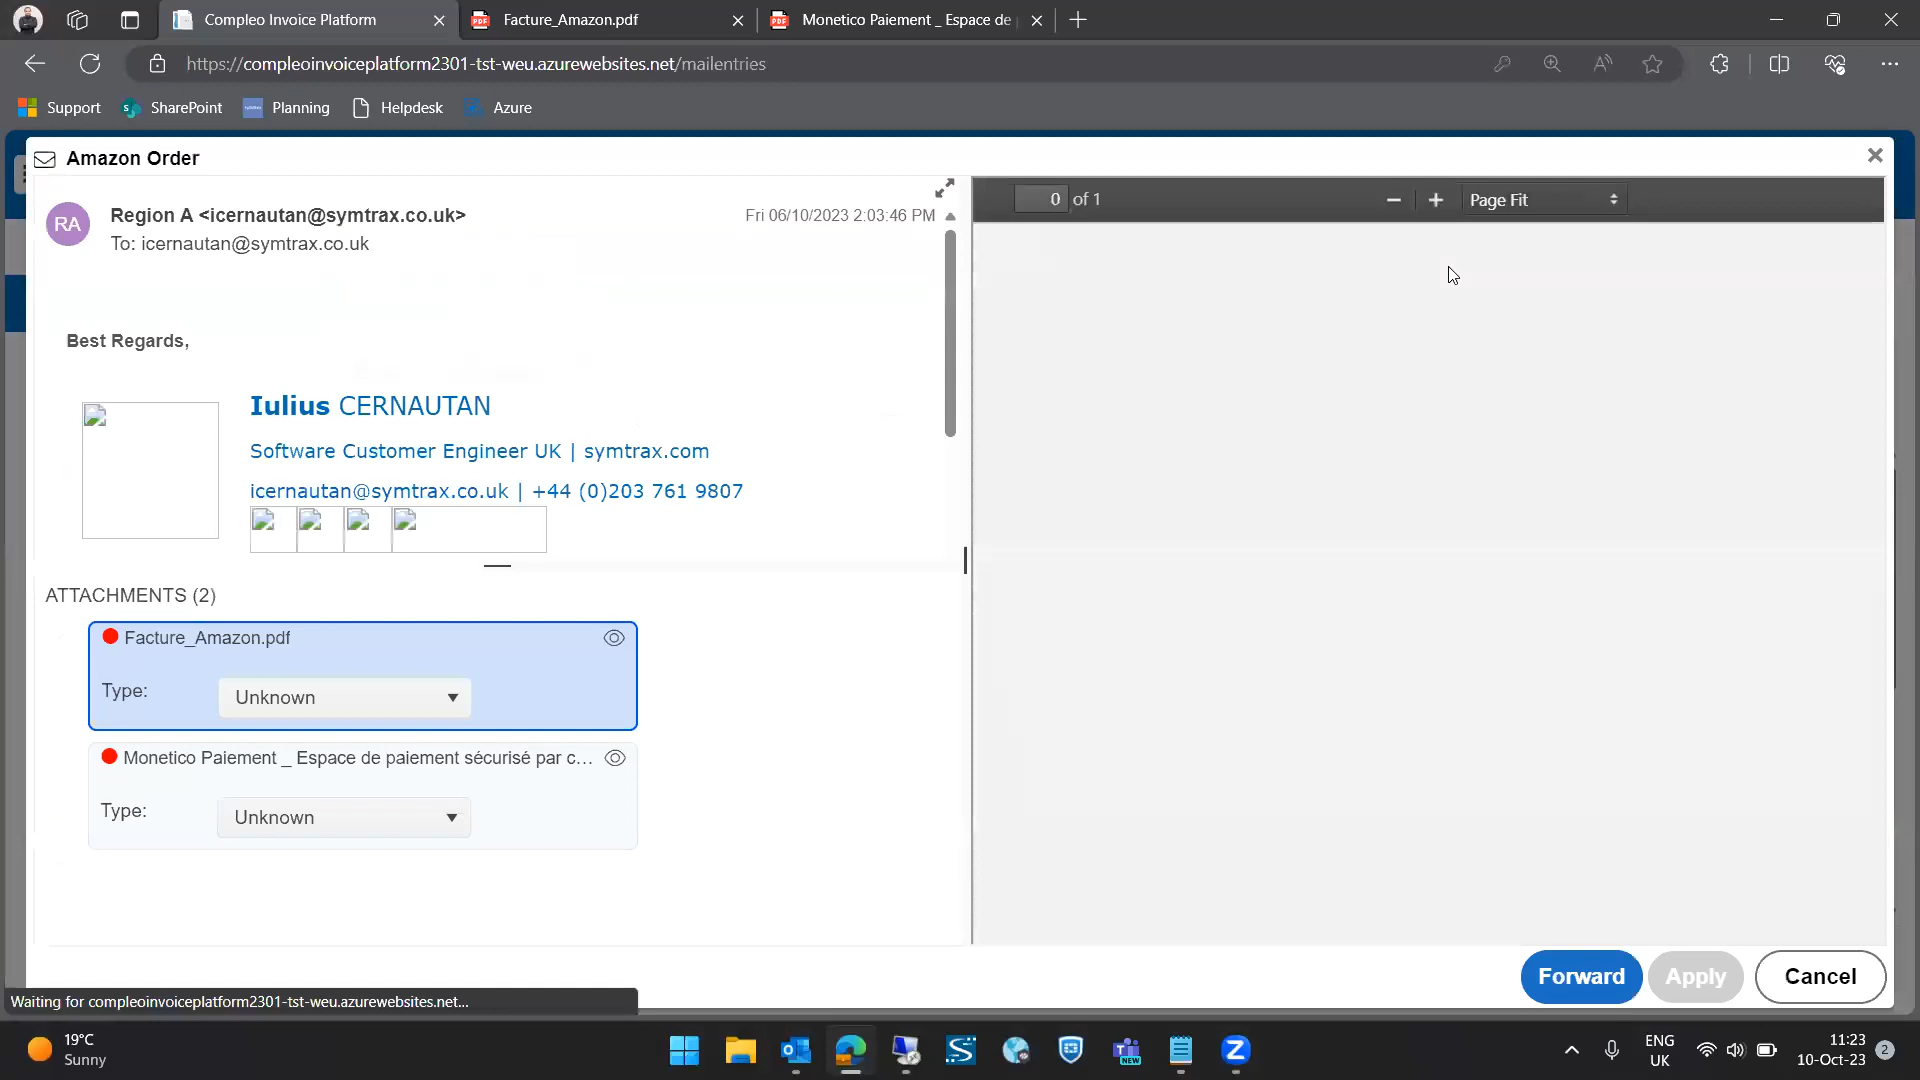 Compleo Invoice Platform
Facture_Amazon.pdf
Monetico Paiement _ Espace de
https://compleoinvoiceplatform2301-tst-weu.azurewebsites.net/mailentries
Support
SharePoint
Planning
Helpdesk
Azure
Amazon Order
RA
Region A <icernautan@symtrax.co.uk>
Fri 06/10/2023 2:03:46 PM
To: icernautan@symtrax.co.uk
0 of 1
Page Fit
Best Regards,
Iulius CERNAUTAN
Software Customer Engineer UK | symtrax.com
icernautan@symtrax.co.uk | +44 (0)203 761 9807
ATTACHMENTS (2)
Facture_Amazon.pdf
Type:
Unknown
Monetico Paiement _ Espace de paiement sécurisé par c...
Type:
Unknown
Forward
Apply
Cancel
Waiting for compleoinvoiceplatform2301-tst-weu.azurewebsites.net...
19°C
Sunny
NEW
ENG
UK
11:23
10-Oct-23
2